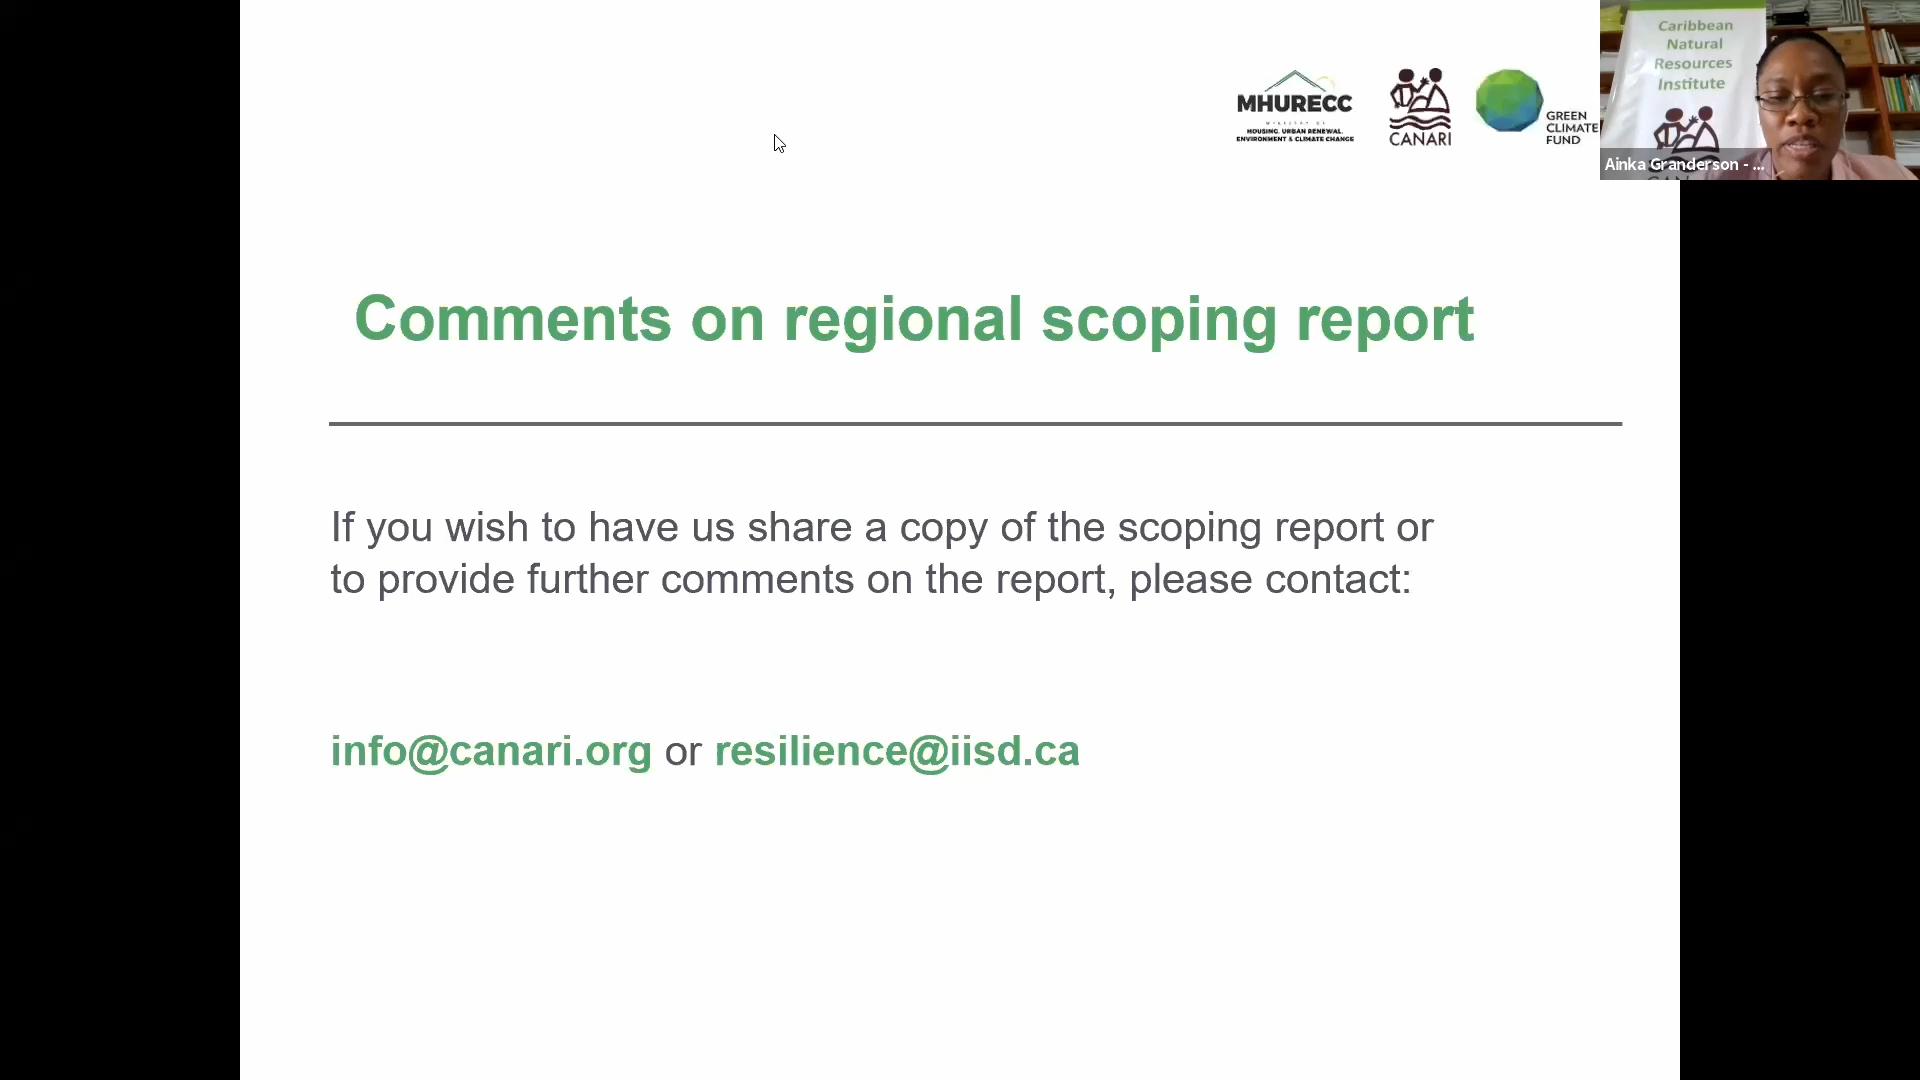 MHURECC
MINISTRY OF
HOUSING, URBAN RENEWAL,
ENVIRONMENT & CLIMATE CHANGE
CANARI
GREEN
CLIMATE
FUND
Caribbean
Natural
Resources
Institute
Ainka Granderson - ...
Comments on regional scoping report
If you wish to have us share a copy of the scoping report or
to provide further comments on the report, please contact:
info@canari.org or resilience@iisd.ca